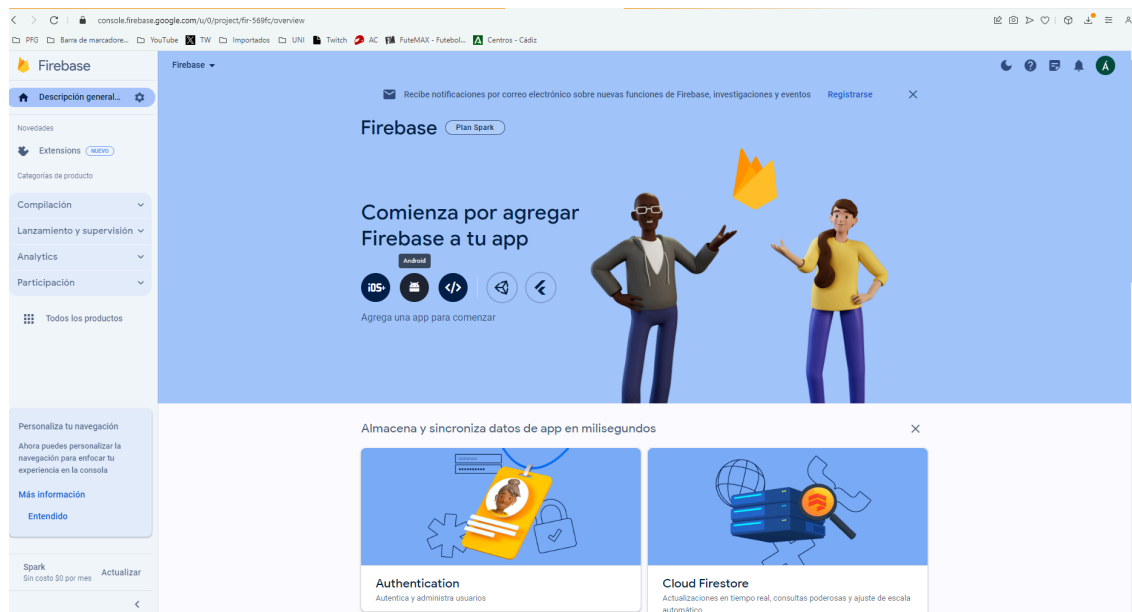 console.firebase.google.com/u/0/project/fir-569fc/overview
PFG Barra de marcadore... YouTube TW Importados UNI Twitch AC FuteMAX - Futebol... Centros - Cádiz
Firebase
Firebase
Á
Descripción general...
Recibe notificaciones por correo electrónico sobre nuevas funciones de Firebase, investigaciones y eventos Registrarse
Novedades
Extensions NUEVO
Categorías de producto
Compilación
Lanzamiento y supervisión
Analytics
Participación
Todos los productos
Firebase Plan Spark
Comienza por agregar
Firebase a tu app
Android
iOS+
</>
Agrega una app para comenzar
Personaliza tu navegación
Ahora puedes personalizar la
navegación para enfocar tu
experiencia en la consola
Más información
Entendido
Spark
Sin costo $0 por mes
Actualizar
Almacena y sincroniza datos de app en milisegundos
Authentication
Autentica y administra usuarios
Cloud Firestore
Actualizaciones en tiempo real, consultas poderosas y ajuste de escala
automático